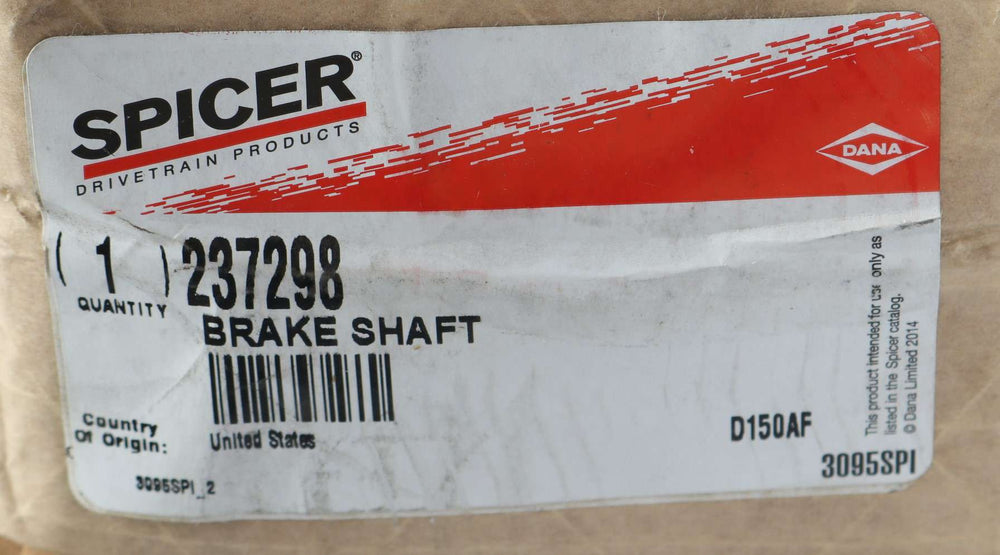 SPICER®
DRIVETRAIN PRODUCTS
DANA
( 1 ) 237298
QUANTITY
BRAKE SHAFT
Country
Of Origin:
United States
3095SPI_2
D150AF
3095SPI
This product intended for use only as
listed in the Spicer catalog.
© Dana Limited 2014